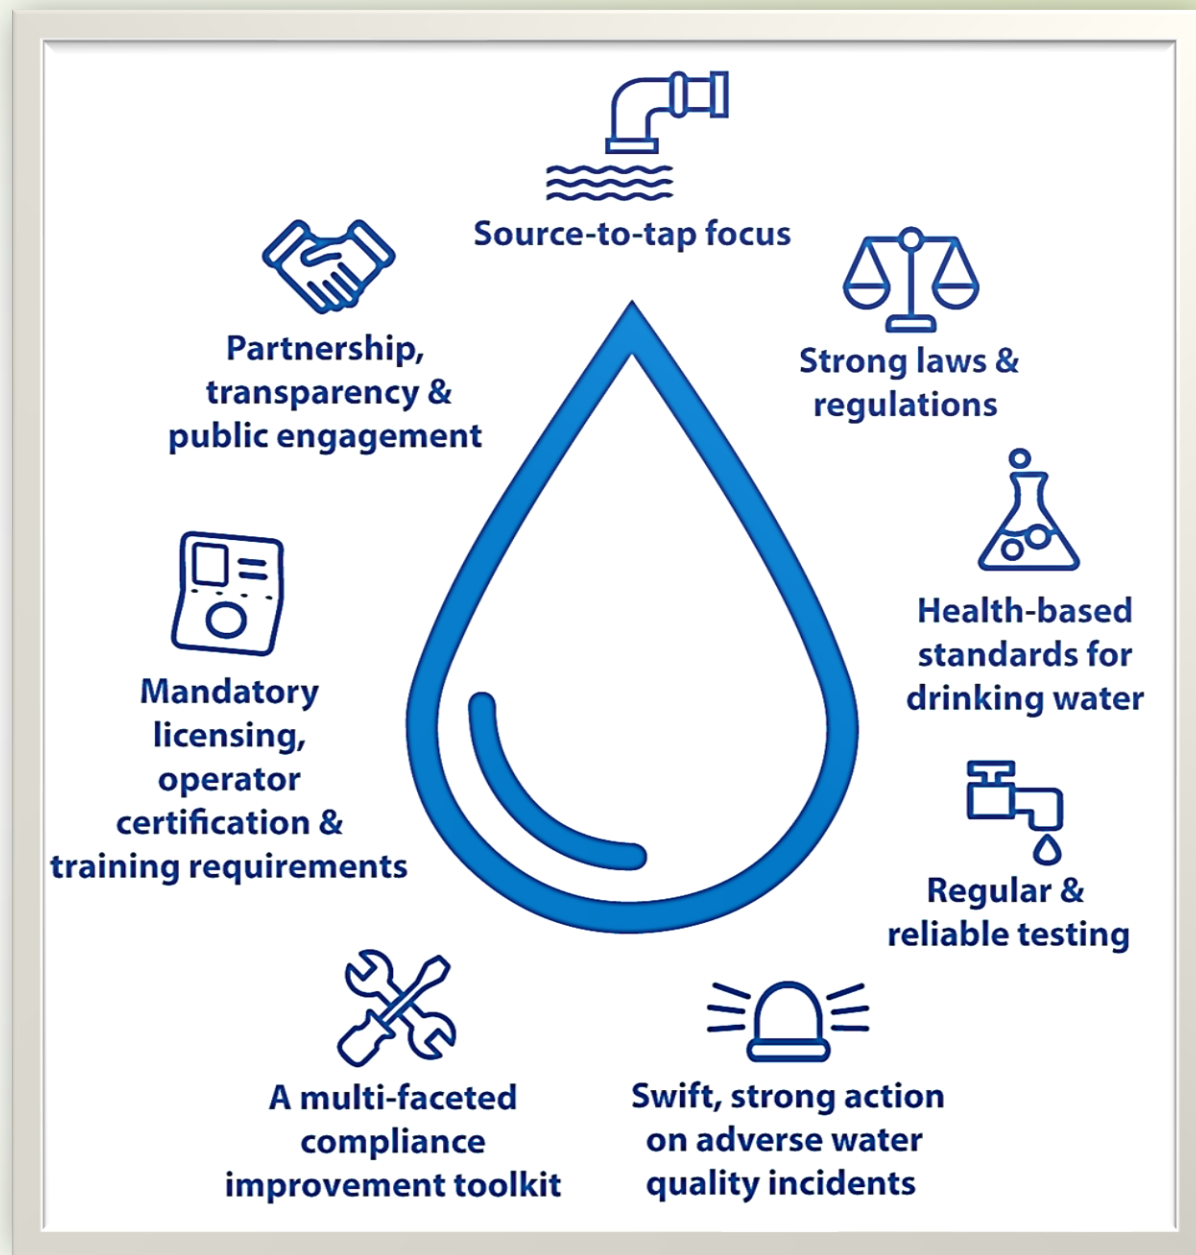 Source-to-tap focus
Strong laws &
regulations
Health-based
standards for
drinking water
Regular &
reliable testing
Swift, strong action
on adverse water
quality incidents
A multi-faceted
compliance
improvement toolkit
Mandatory
licensing,
operator
certification &
training requirements
Partnership,
transparency &
public engagement